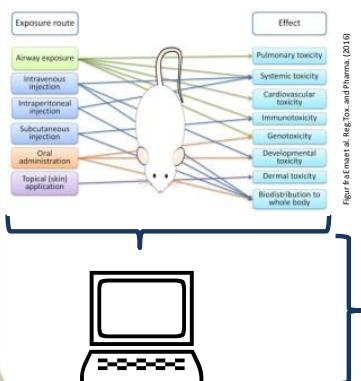 Exposure route
Effect
Airway exposure
Intravenous
injection
Intraperitoneal
injection
Subcutaneous
injection
Oral
administration
Topical (skin)
application
Pulmonary toxicity
Systemic toxicity
Cardiovascular
toxicity
Immunotoxicity
Genotoxicity
Developmental
toxicity
Dermal toxicity
Biodistribution to
whole body
Figur fra Ema et al. Reg.Tox. and Pharma. (2016)